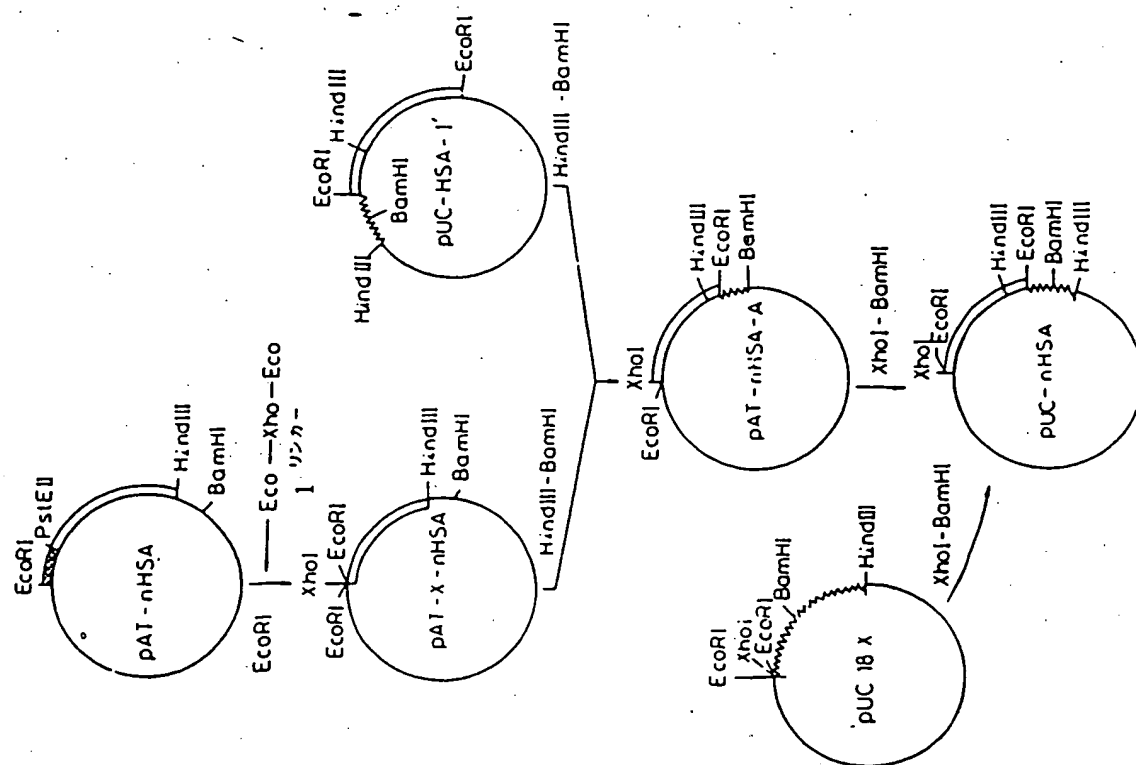 EcoRI
PstEII
HindIII
BamHI
pAT-nHSA
EcoRI
Eco—Xho—Eco
リンカー
1
XhoI
EcoRI
EcoRI
HindIII
BamHI
pAT-X-nHSA
HindIII-BamHI
EcoRI
HindIII
EcoRI
BamHI
HindIII
pUC-HSA-I'
HindIII-BamHI
XhoI
EcoRI
HindIII
EcoRI
BamHI
pAT-nHSA-A
XhoI-BamHI
EcoRI
XhoI
EcoRI
BamHI
HindIII
pUC 18 X
XhoI-BamHI
XhoI
EcoRI
HindIII
EcoRI
BamHI
HindIII
pUC-nHSA